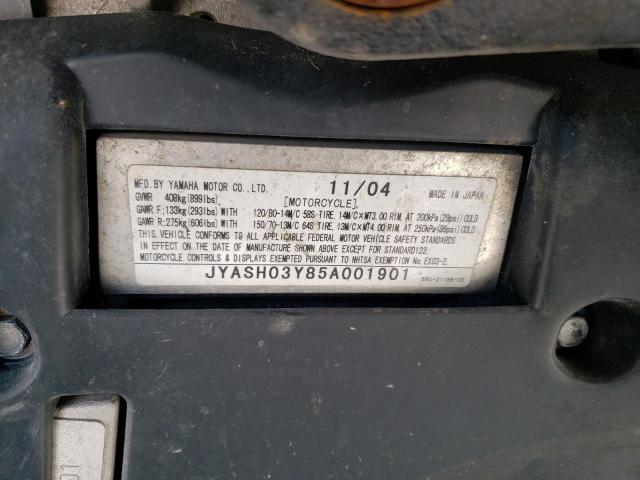 MFD.BY YAMAHA MOTOR CO.,LTD. 11/04 MADE IN JAPAN
GVWR 408kg(899lbs) [MOTORCYCLE]
GAWR F:133kg(293lbs) WITH 120/80-14M/C 58S TIRE, 14M/C×MT3.00 RIM, AT 200kPa(29psi) COLD
GAWR R:275kg(606lbs) WITH 150/70-13M/C 64S TIRE, 13M/C×MT4.00 RIM, AT 250kPa(36psi) COLD
THIS VEHICLE CONFORMS TO ALL APPLICABLE FEDERAL MOTOR VEHICLE SAFETY STANDARDS
IN EFFECT ON THE DATE OF MANUFACTURE SHOWN ABOVE EXCEPT FOR STANDARD123.
MOTORCYCLE CONTROLS & DISPLAYS EXEMPTED PURSUANT TO NHTSA EXEMPTION No. EX03-2.
JYASH03Y85A001901
01